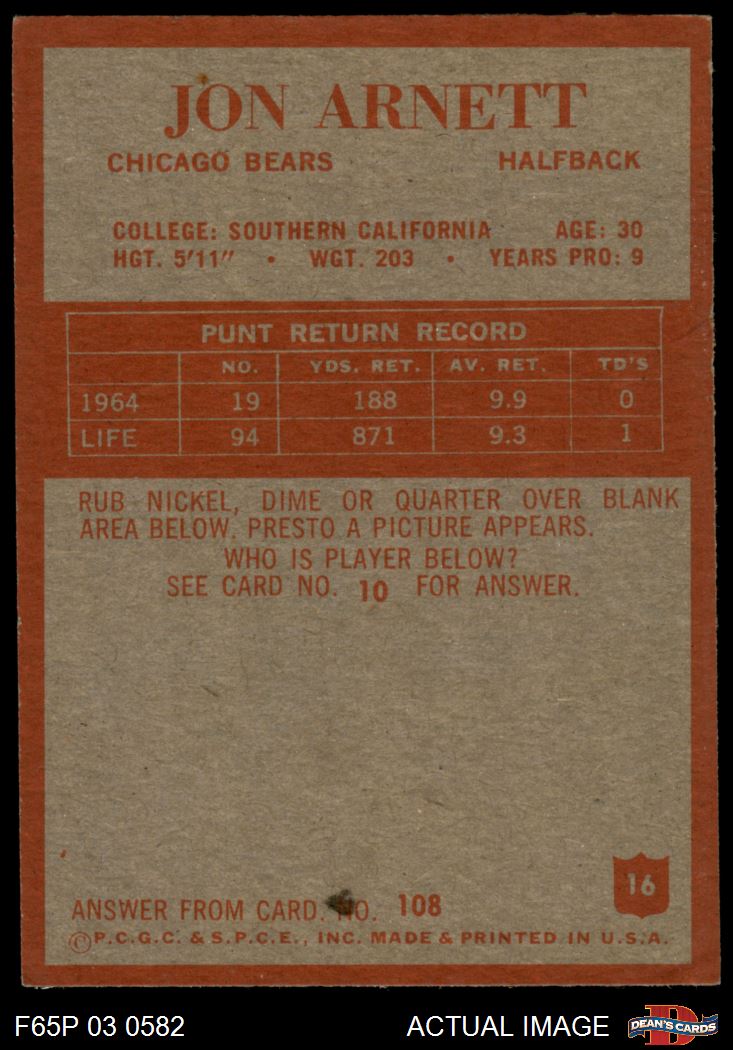 JON ARNETT
CHICAGO BEARS HALFBACK
COLLEGE: SOUTHERN CALIFORNIA AGE: 30
HGT. 5'11" • WGT. 203 • YEARS PRO: 9
PUNT RETURN RECORD
NO. YDS. RET. AV. RET. TD'S
1964 19 188 9.9 0
LIFE 94 871 9.3 1
RUB NICKEL, DIME OR QUARTER OVER BLANK
AREA BELOW. PRESTO A PICTURE APPEARS.
WHO IS PLAYER BELOW?
SEE CARD NO. 10 FOR ANSWER.
16
ANSWER FROM CARD. NO. 108
©P.C.G.C. & S.P.C.E., INC. MADE & PRINTED IN U.S.A.
F65P 03 0582 ACTUAL IMAGE D DEAN'S CARDS